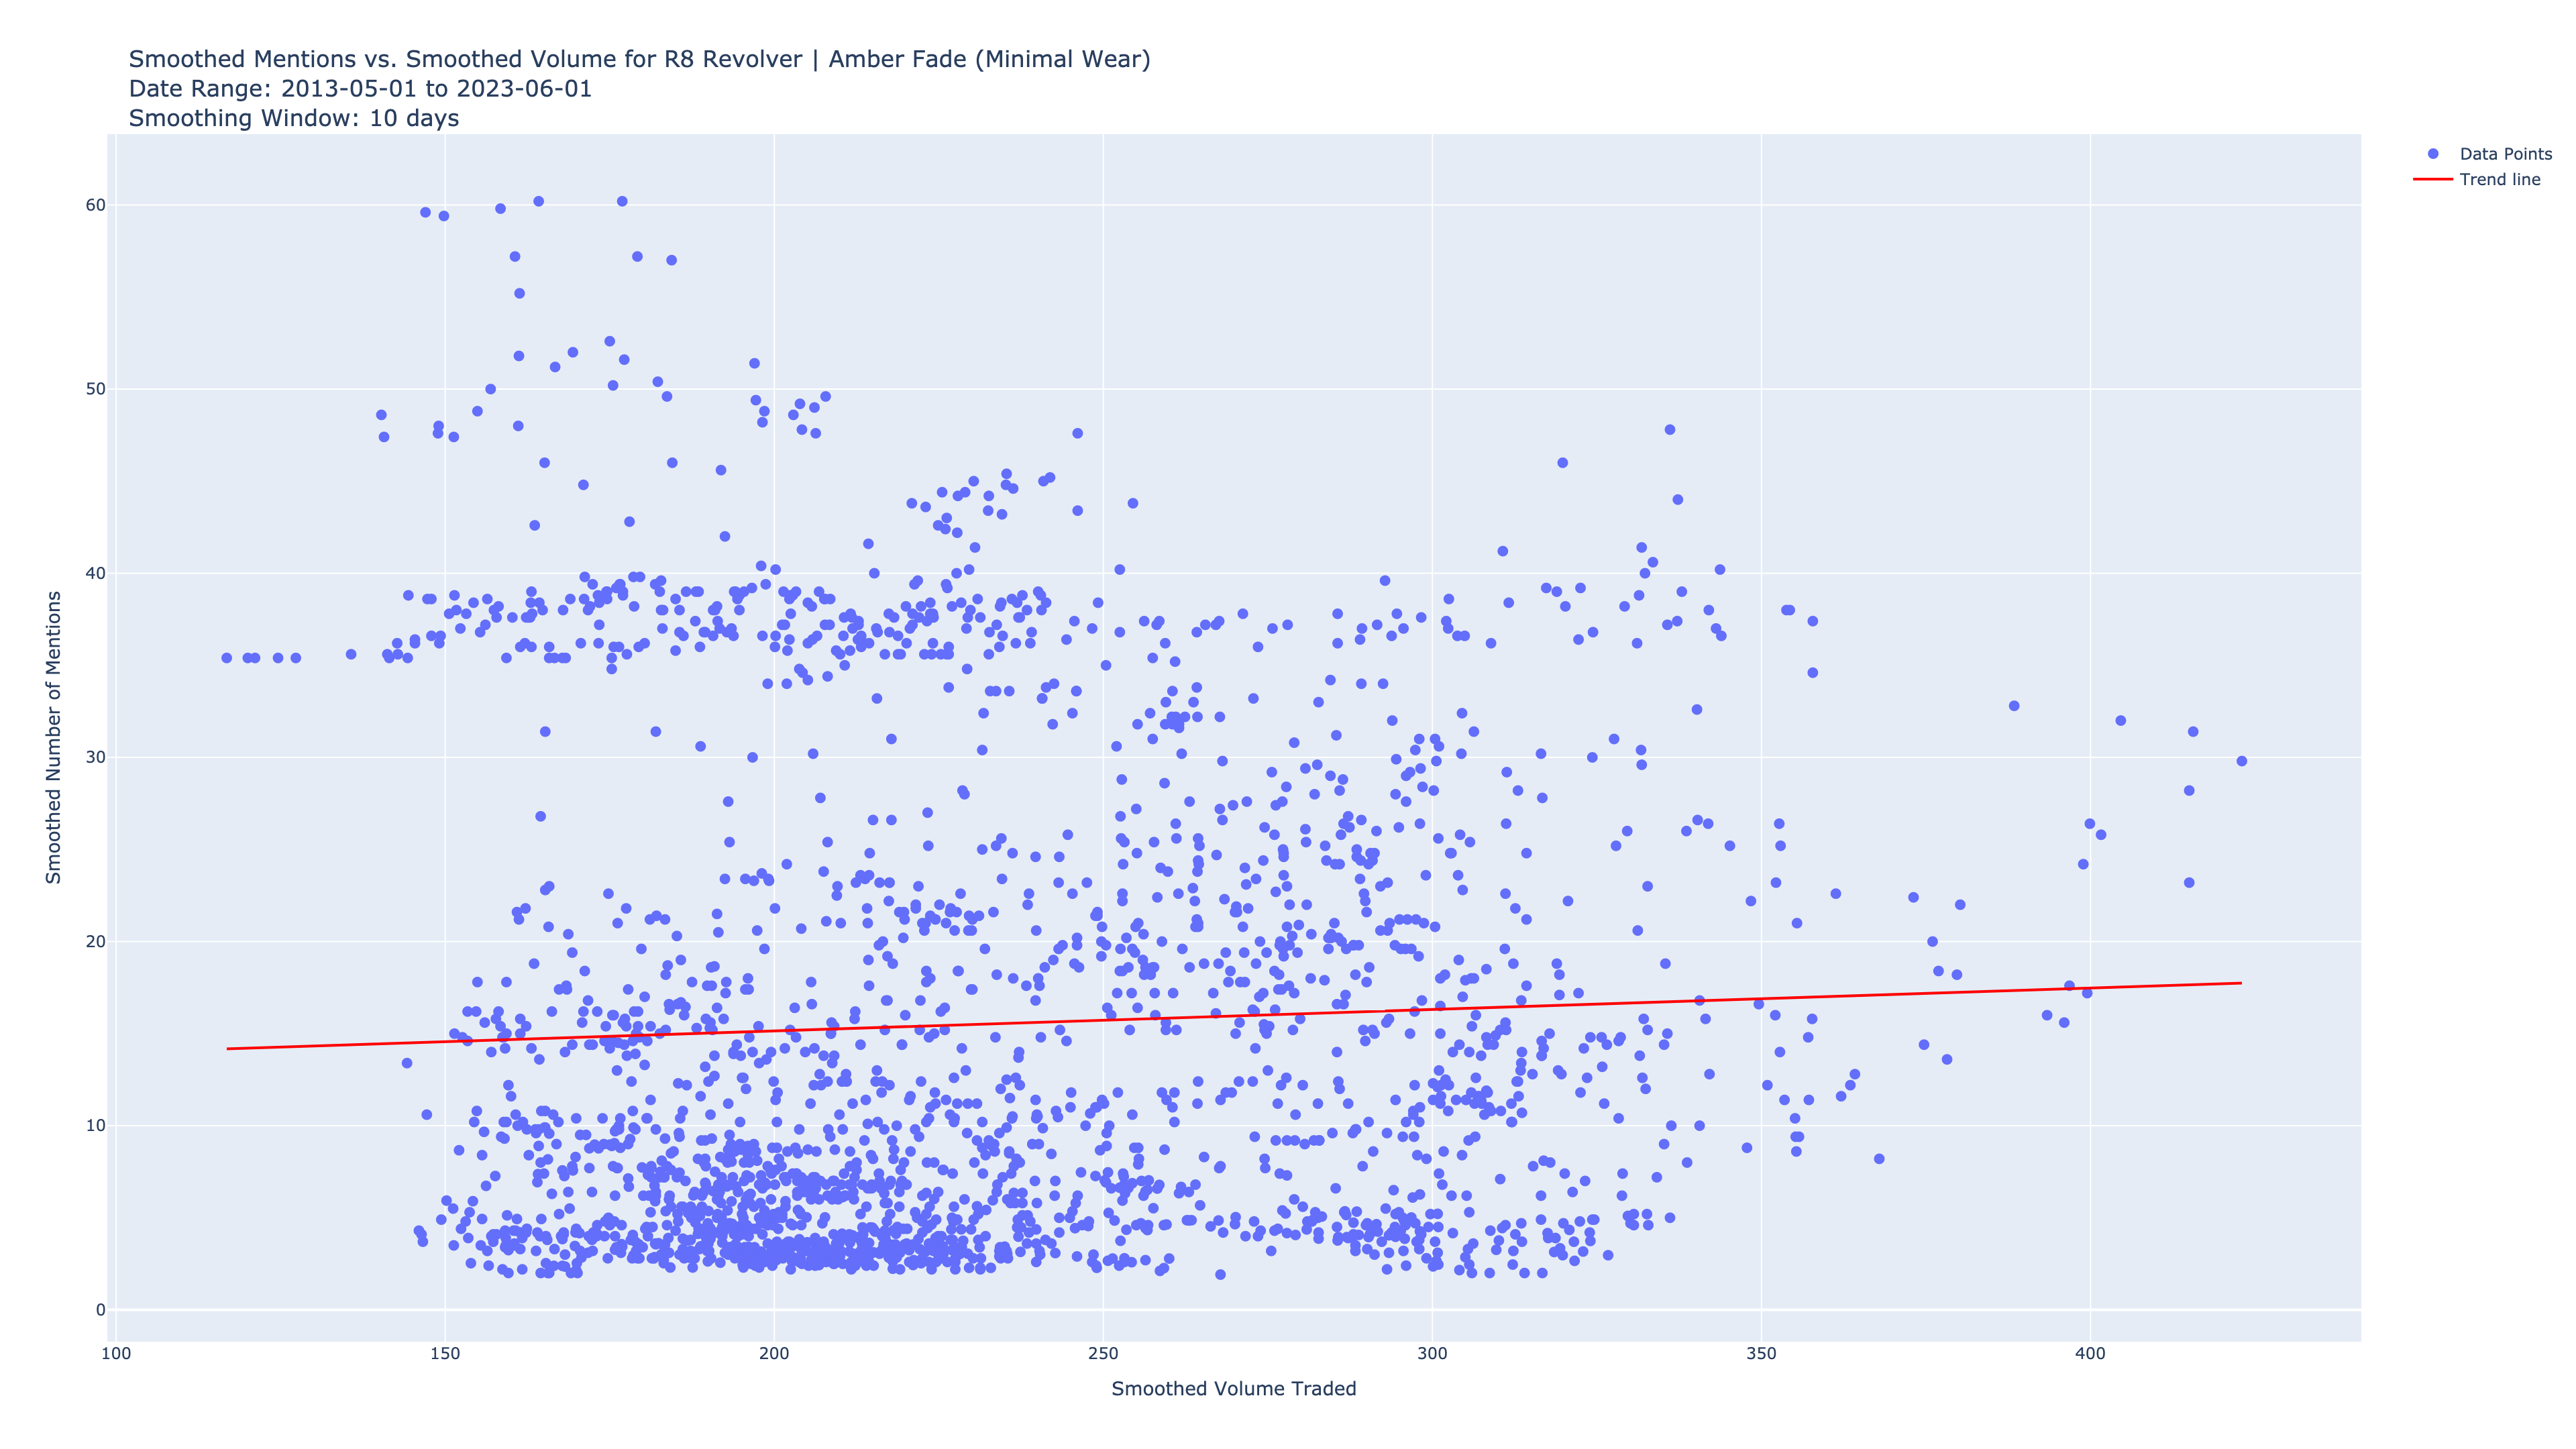 Smoothed Mentions vs. Smoothed Volume for R8 Revolver | Amber Fade (Minimal Wear)
Date Range: 2013-05-01 to 2023-06-01
Smoothing Window: 10 days
Data Points
Trend line
Smoothed Number of Mentions
60
50
40
30
20
10
0
100
150
200
250
300
350
400
Smoothed Volume Traded